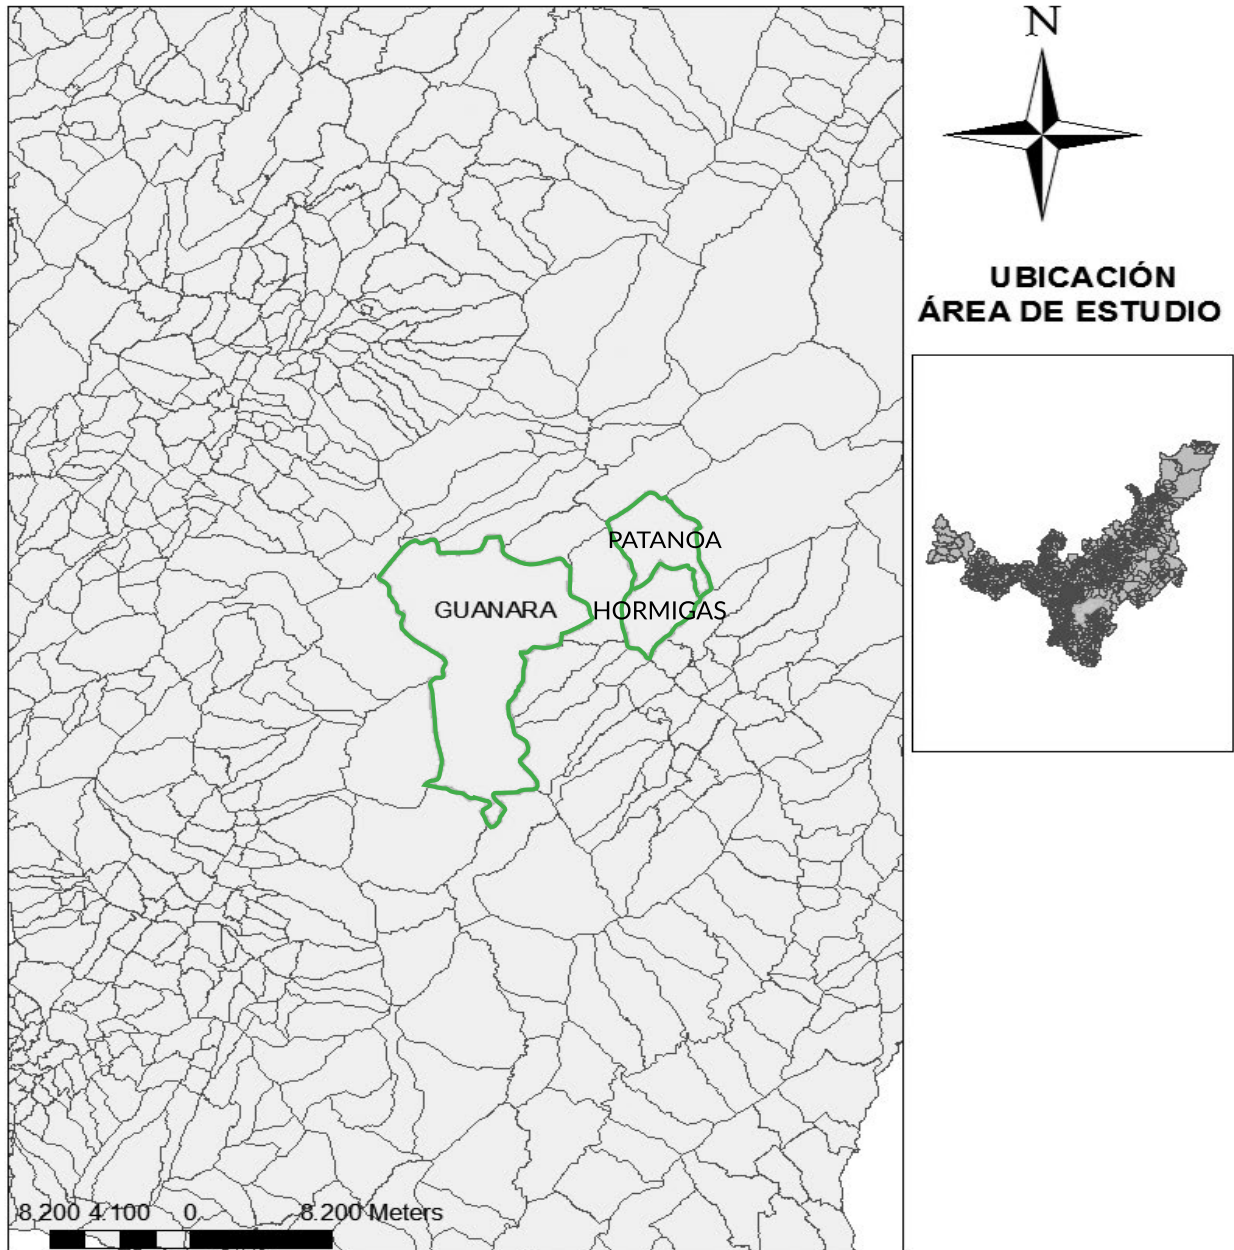 N
UBICACIÓN
ÁREA DE ESTUDIO
PATANOA
GUANARA
HORMIGAS
8.200 4.100 0 8.200 Meters